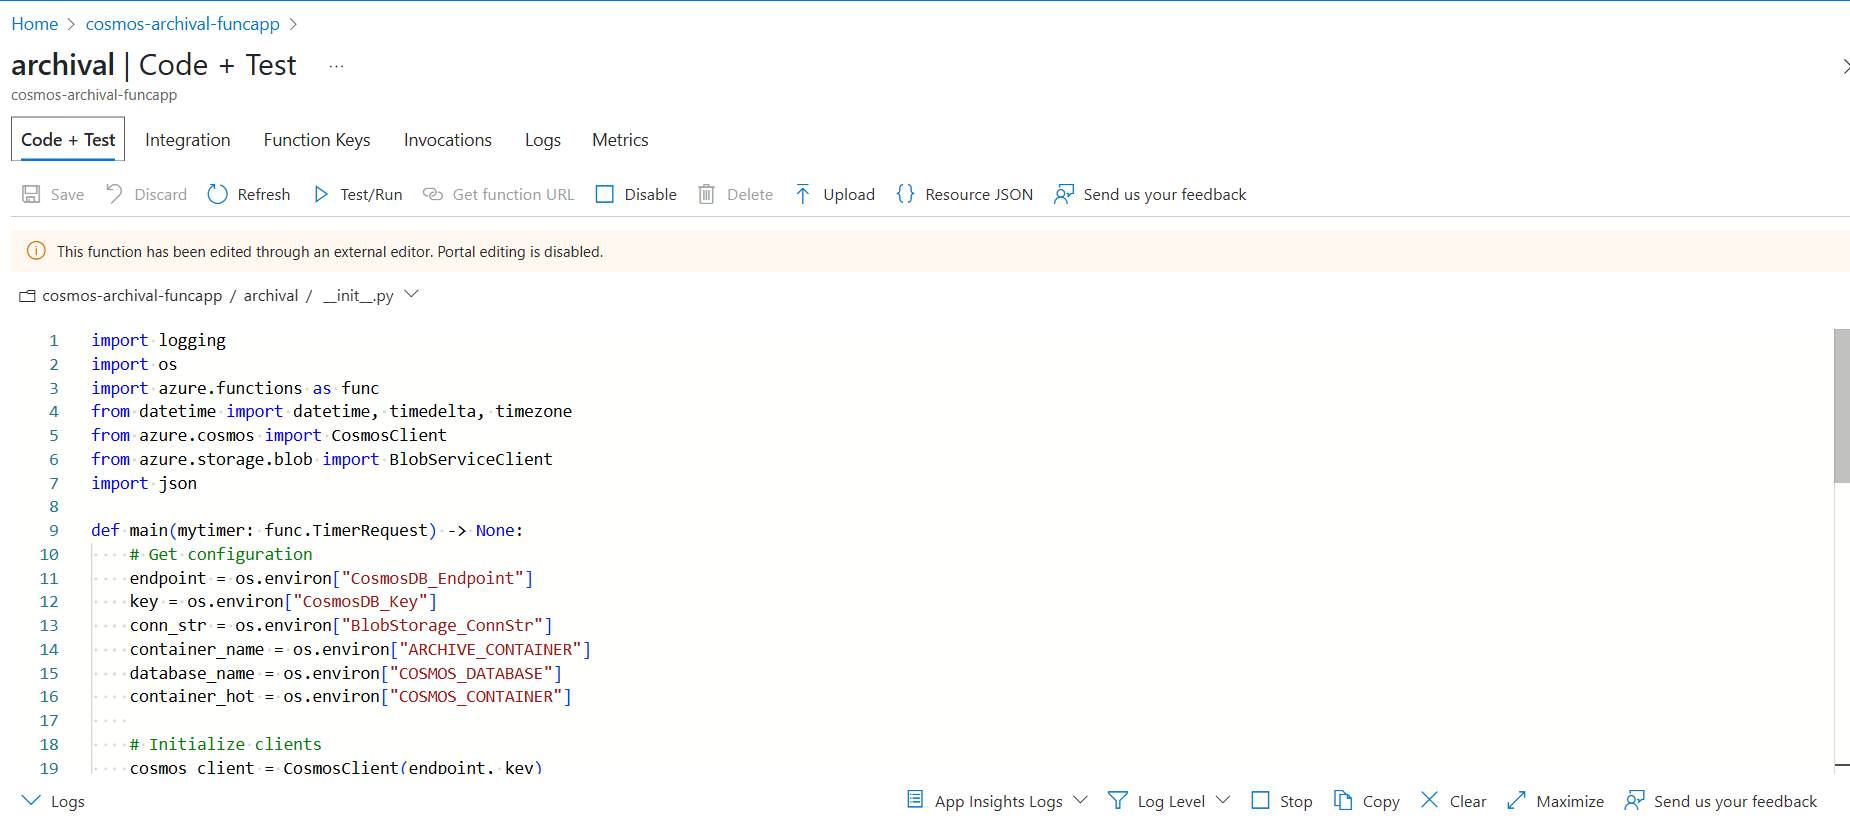 Home > cosmos-archival-funcapp >
archival | Code + Test ...
cosmos-archival-funcapp
Code + Test Integration Function Keys Invocations Logs Metrics
Save Discard Refresh Test/Run Get function URL Disable Delete Upload Resource JSON Send us your feedback
This function has been edited through an external editor. Portal editing is disabled.
cosmos-archival-funcapp / archival / __init__.py
1 import logging
2 import os
3 import azure.functions as func
4 from datetime import datetime, timedelta, timezone
5 from azure.cosmos import CosmosClient
6 from azure.storage.blob import BlobServiceClient
7 import json
8
9 def main(mytimer: func.TimerRequest) -> None:
10     # Get configuration
11     endpoint = os.environ["CosmosDB_Endpoint"]
12     key = os.environ["CosmosDB_Key"]
13     conn_str = os.environ["BlobStorage_ConnStr"]
14     container_name = os.environ["ARCHIVE_CONTAINER"]
15     database_name = os.environ["COSMOS_DATABASE"]
16     container_hot = os.environ["COSMOS_CONTAINER"]
17
18     # Initialize clients
19     cosmos_client = CosmosClient(endpoint, key)
Logs App Insights Logs Log Level Stop Copy Clear Maximize Send us your feedback